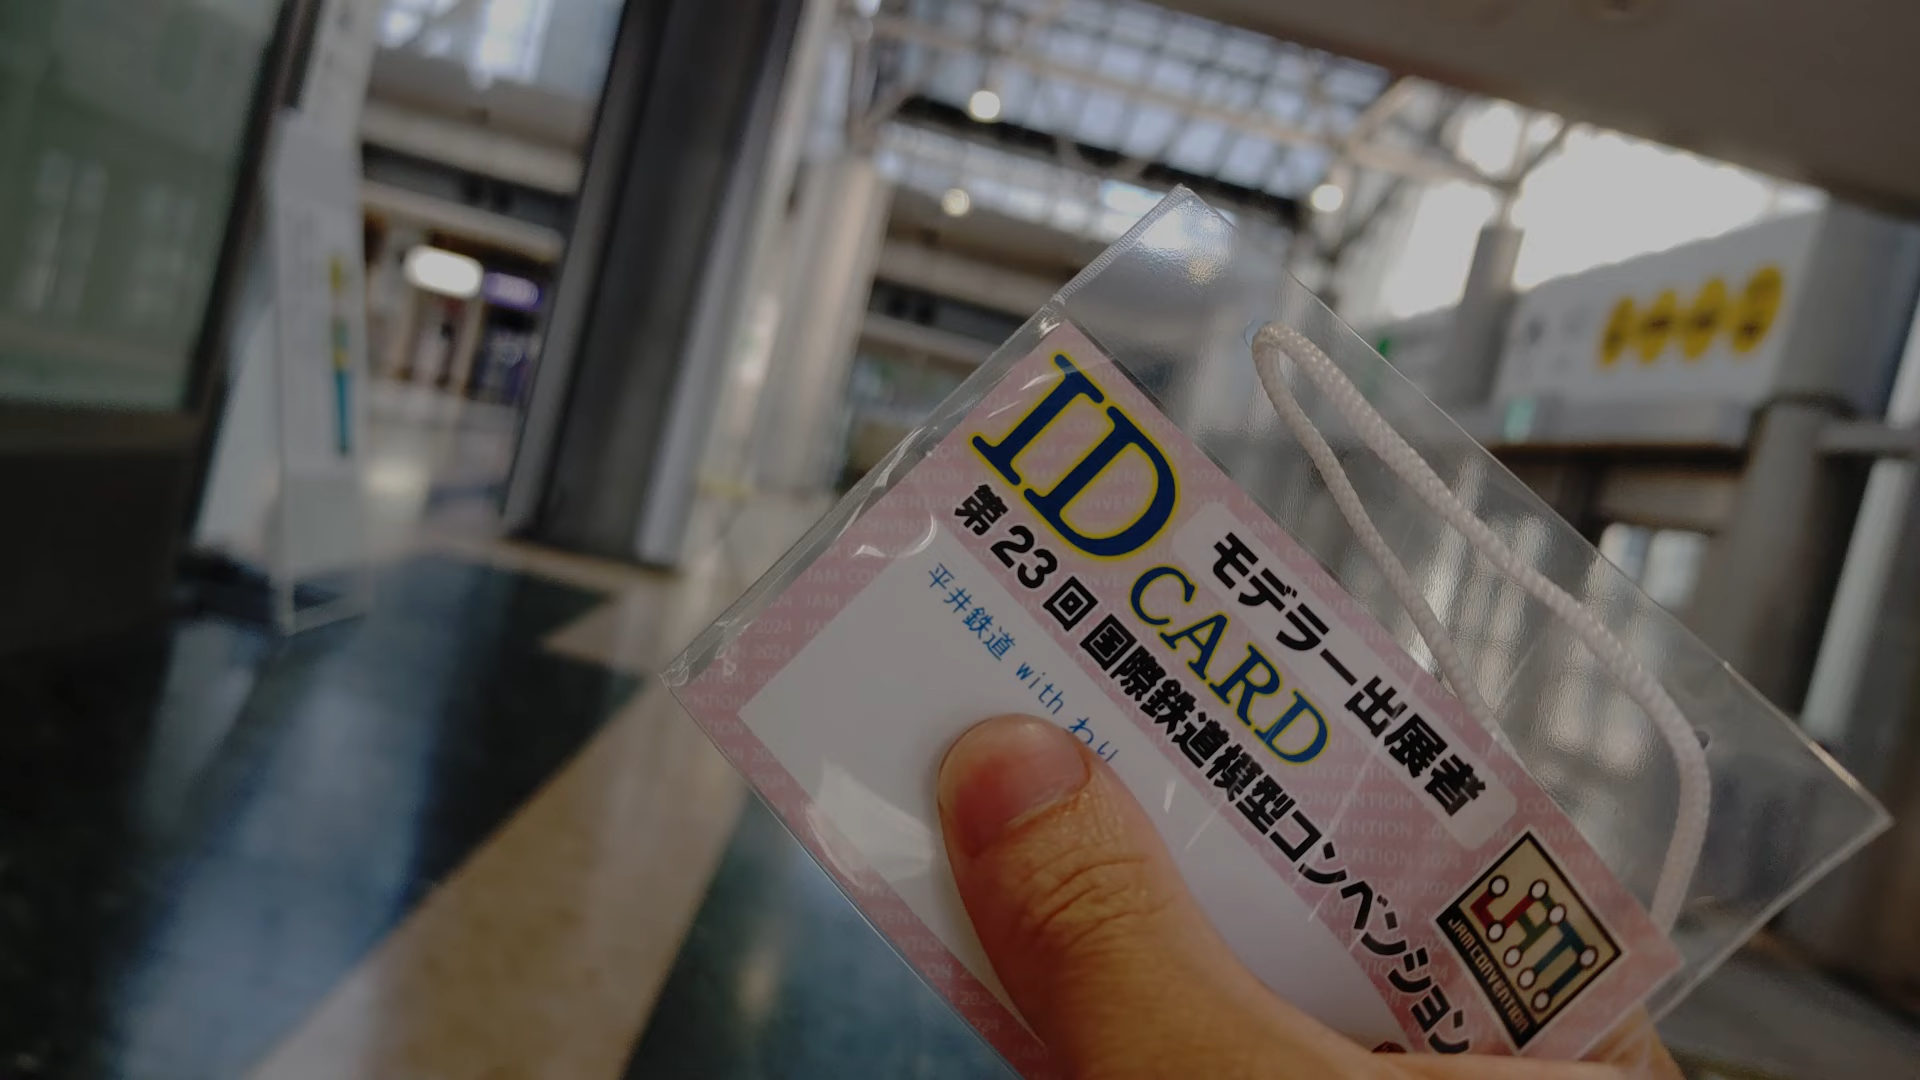 モデラー出展者
ID CARD
第23回 国際鉄道模型コンベンション
平井鉄道 with わり
JAM
JAM CONVENTION